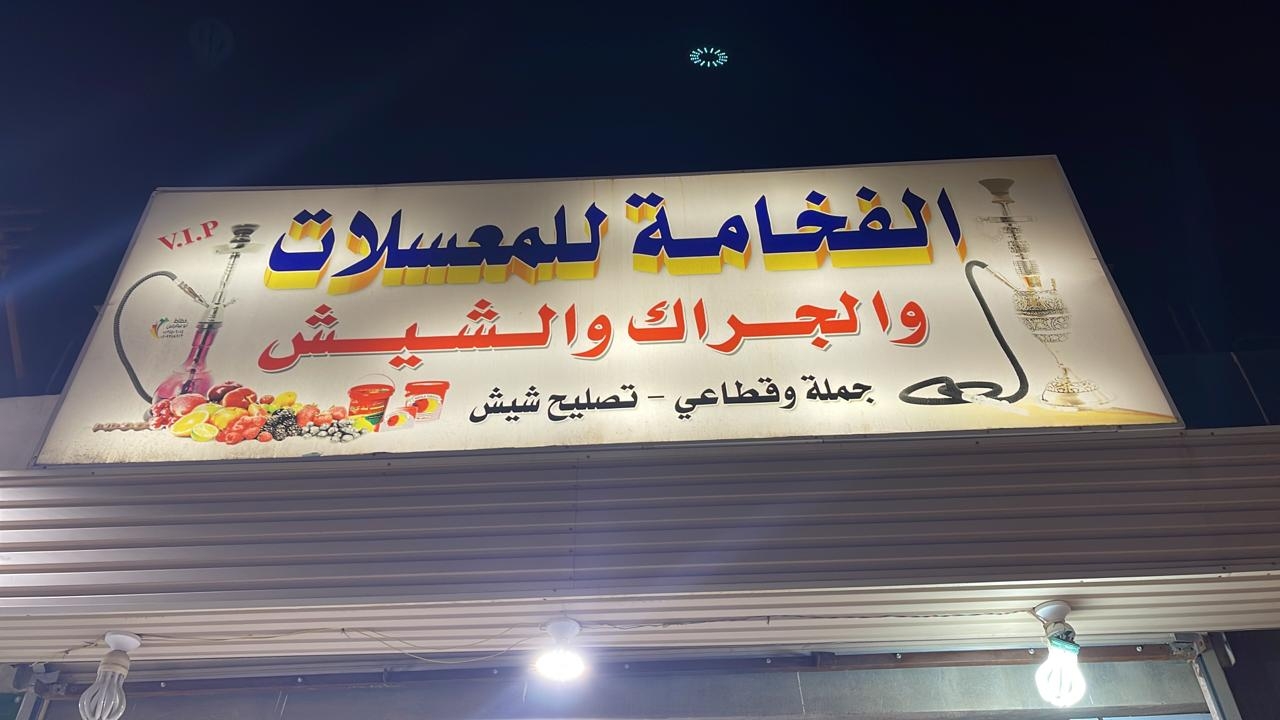 الفخامة للمعسلات
V.I.P
والجراك والشيش
جملة وقطاعي - تصليح شيش